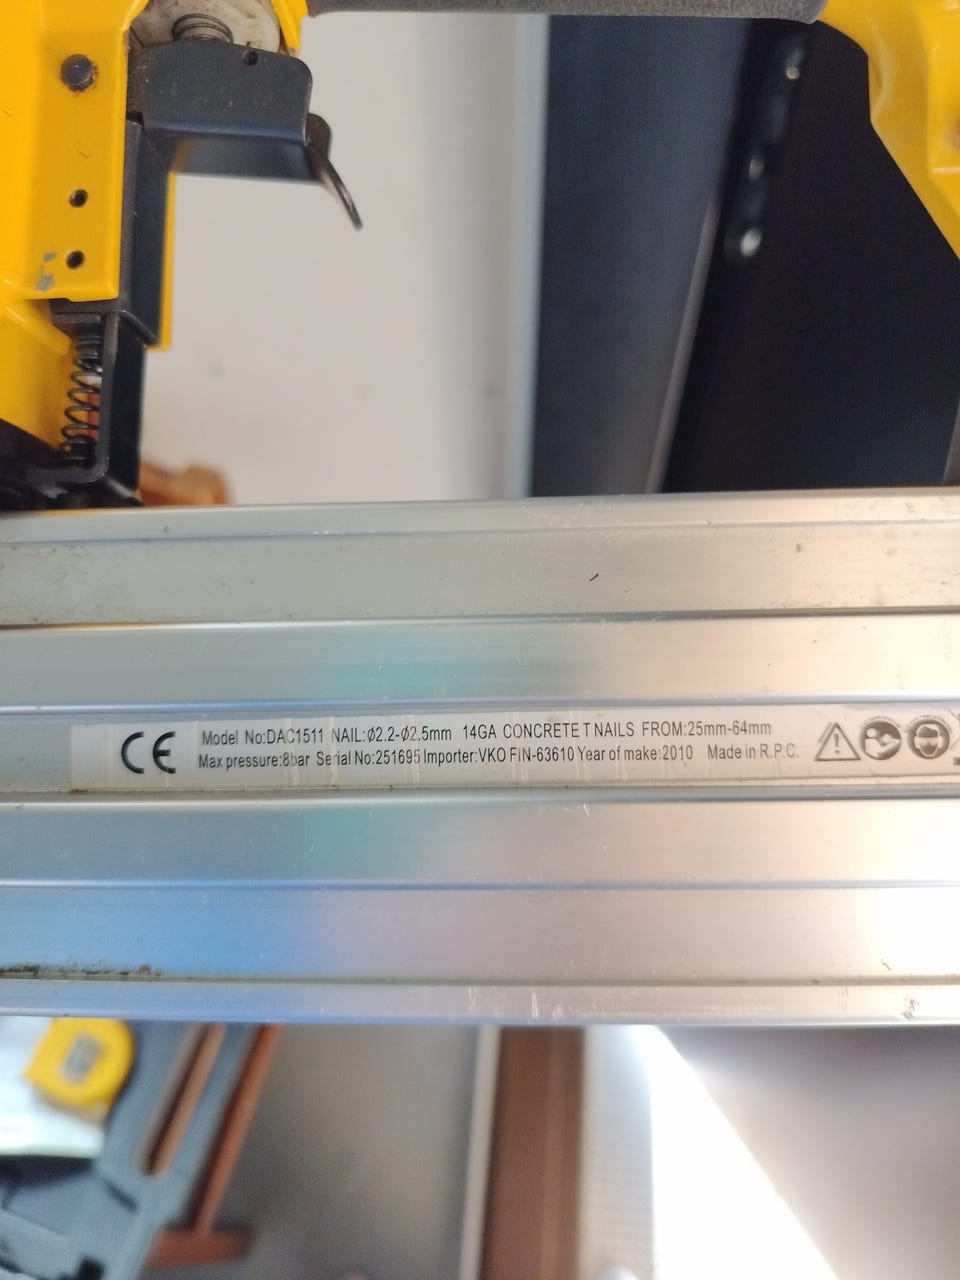 CE
Model No:DAC1511 NAIL:Ø2.2-Ø2.5mm 14GA CONCRETE T NAILS FROM:25mm-64mm
Max pressure:8bar Serial No:251695 Importer:VKO FIN-63610 Year of make:2010 Made in R.P.C.